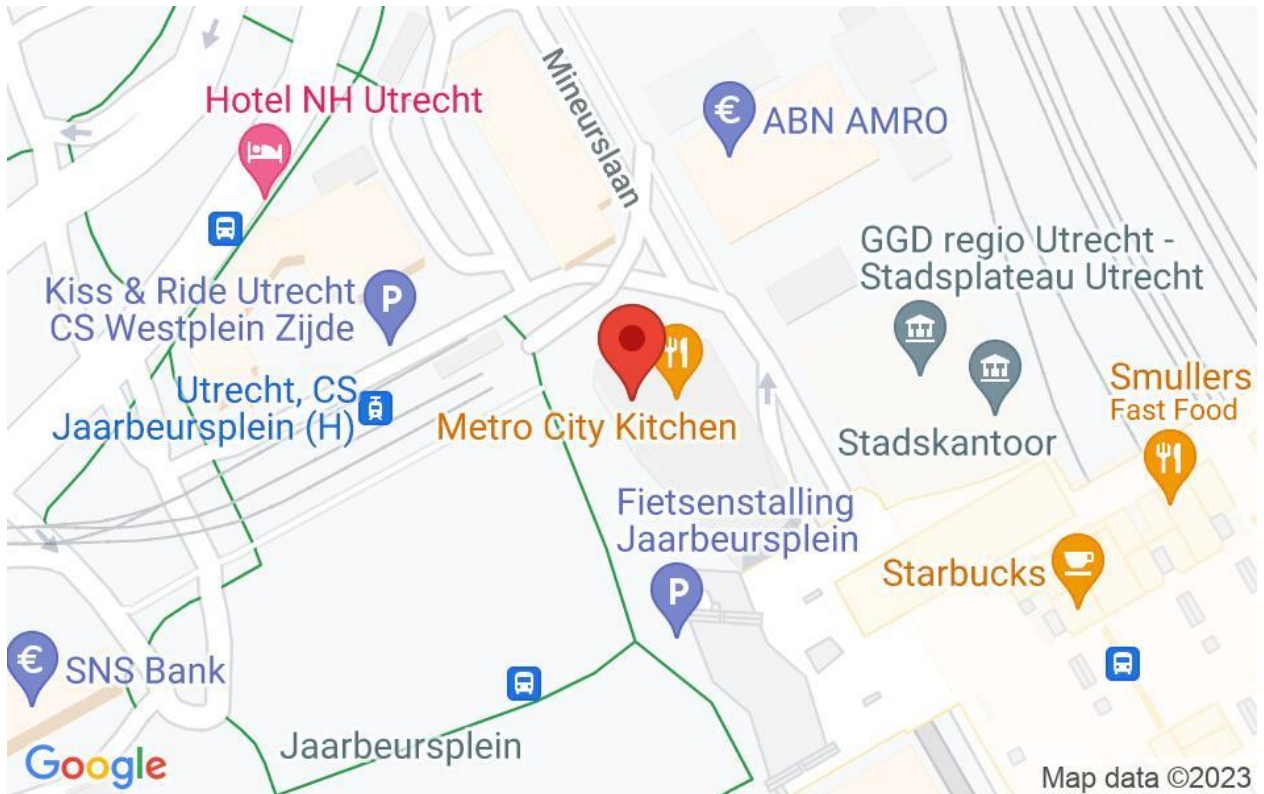 Hotel NH Utrecht
Mineurslaan
ABN AMRO
GGD regio Utrecht -
Stadsplateau Utrecht
Kiss & Ride Utrecht
CS Westplein Zijde
Utrecht, CS
Jaarbeursplein (H)
Metro City Kitchen
Stadskantoor
Smullers
Fast Food
Fietsenstalling
Jaarbeursplein
Starbucks
SNS Bank
Jaarbeursplein
Google
Map data ©2023